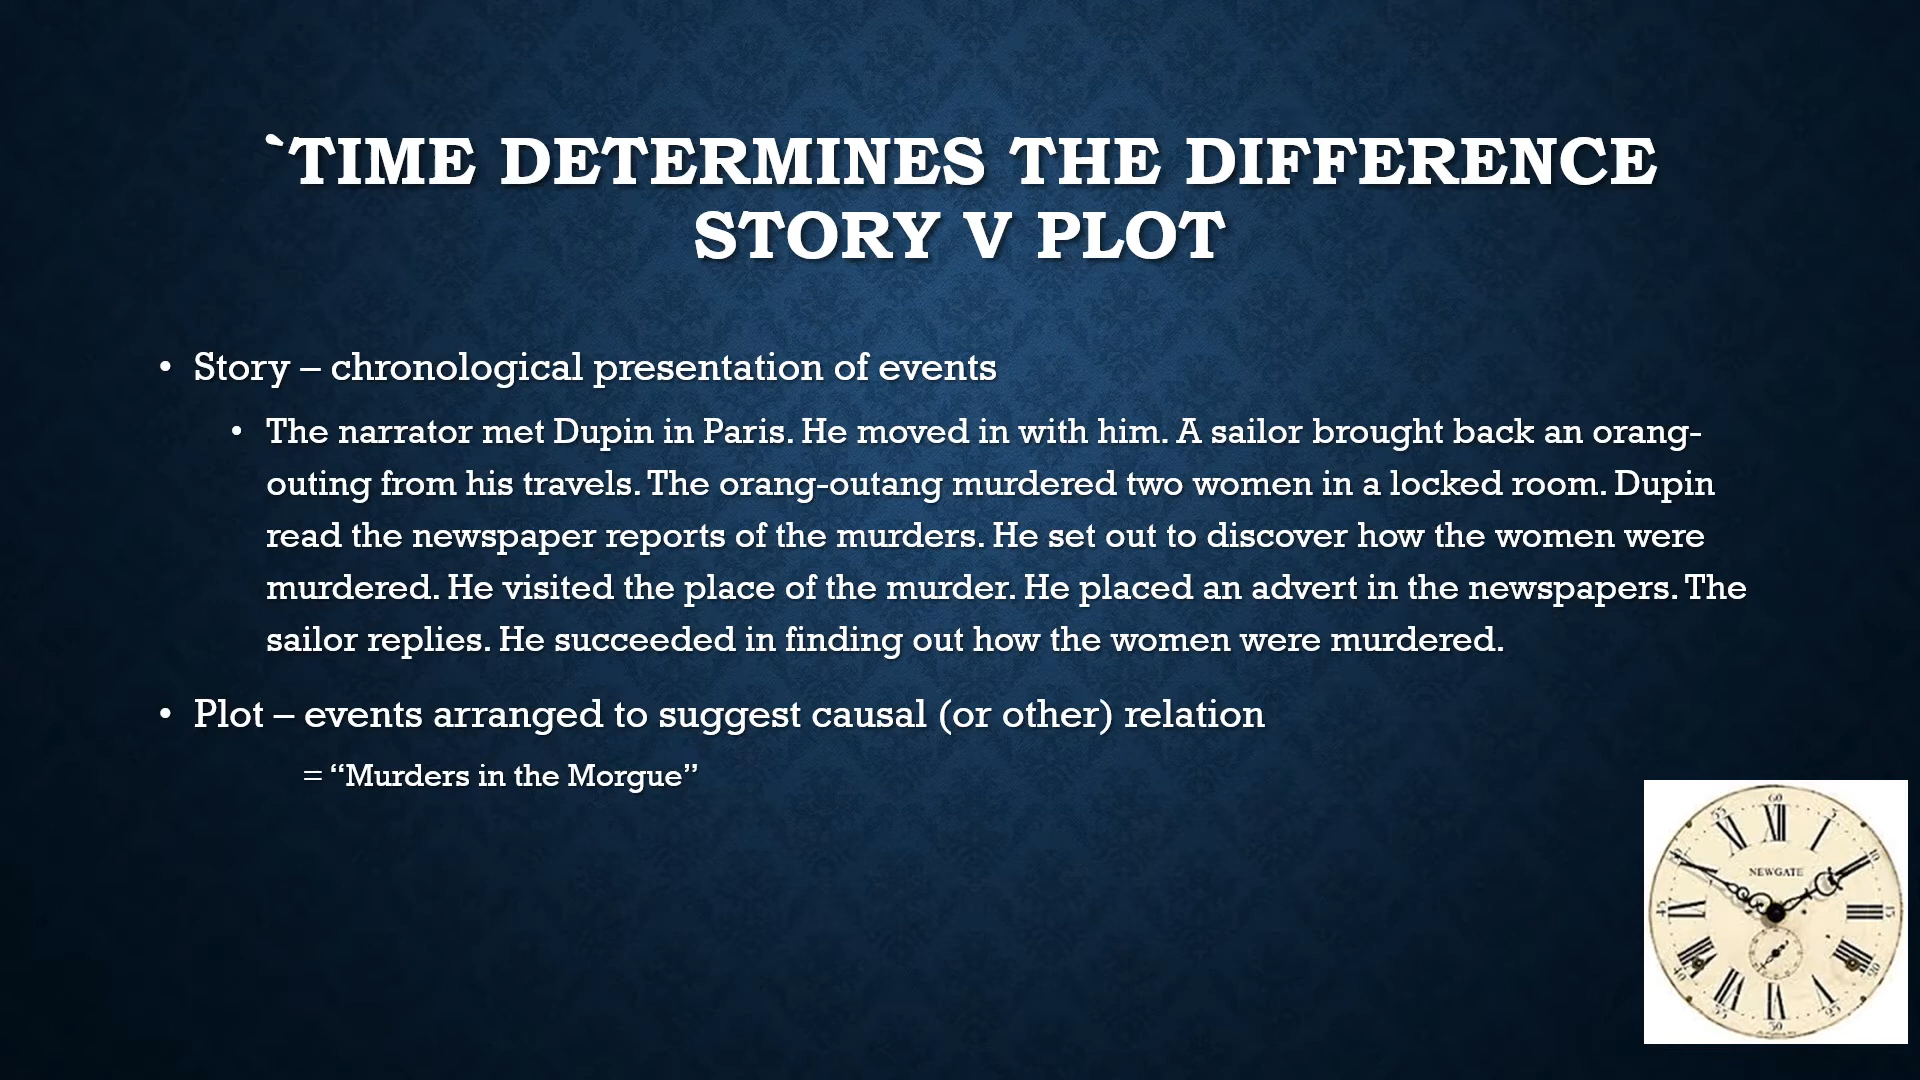 `TIME DETERMINES THE DIFFERENCE
STORY V PLOT
• Story – chronological presentation of events
• The narrator met Dupin in Paris. He moved in with him. A sailor brought back an orang-
outing from his travels. The orang-outang murdered two women in a locked room. Dupin
read the newspaper reports of the murders. He set out to discover how the women were
murdered. He visited the place of the murder. He placed an advert in the newspapers. The
sailor replies. He succeeded in finding out how the women were murdered.
• Plot – events arranged to suggest causal (or other) relation
= “Murders in the Morgue”
NEWGATE